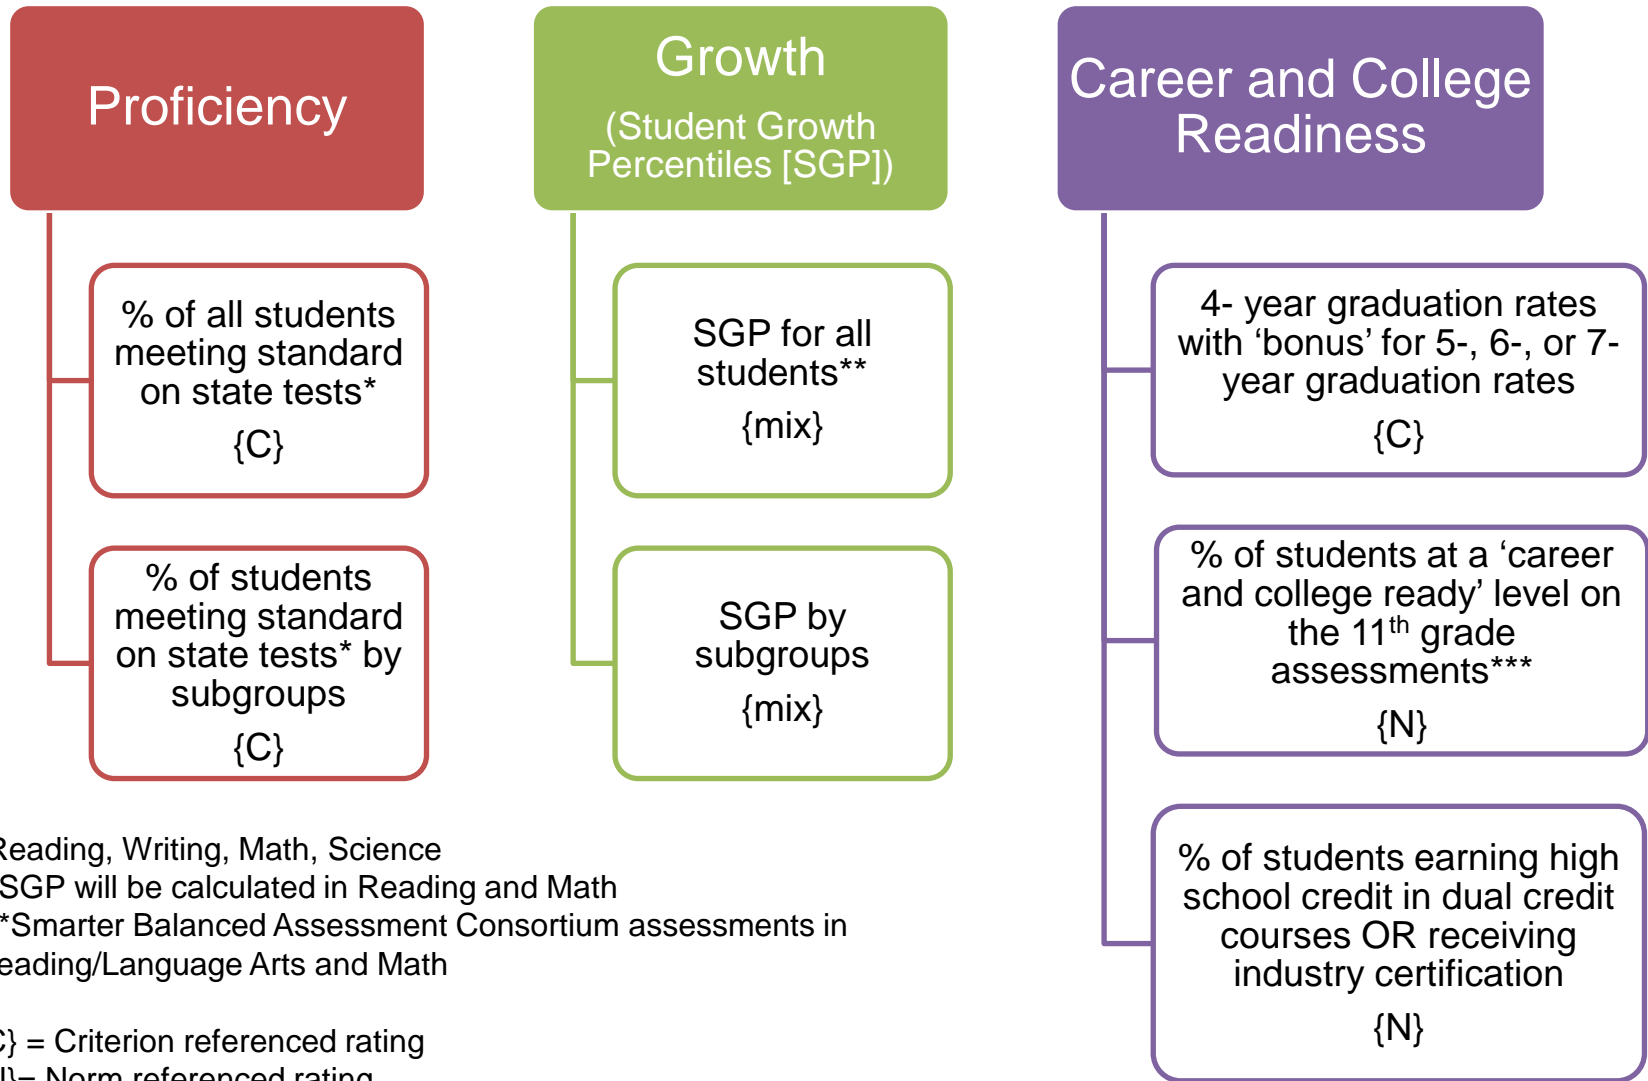 Proficiency
% of all students
meeting standard
on state tests*
{C}
% of students
meeting standard
on state tests* by
subgroups
{C}
Growth
(Student Growth
Percentiles [SGP])
SGP for all
students**
{mix}
SGP by
subgroups
{mix}
Career and College
Readiness
4- year graduation rates
with ‘bonus’ for 5-, 6-, or 7-
year graduation rates
{C}
% of students at a ‘career
and college ready’ level on
the 11th grade
assessments***
{N}
% of students earning high
school credit in dual credit
courses OR receiving
industry certification
{N}
Reading, Writing, Math, Science
SGP will be calculated in Reading and Math
*Smarter Balanced Assessment Consortium assessments in
eading/Language Arts and Math
} = Criterion referenced rating
}= Norm referenced rating